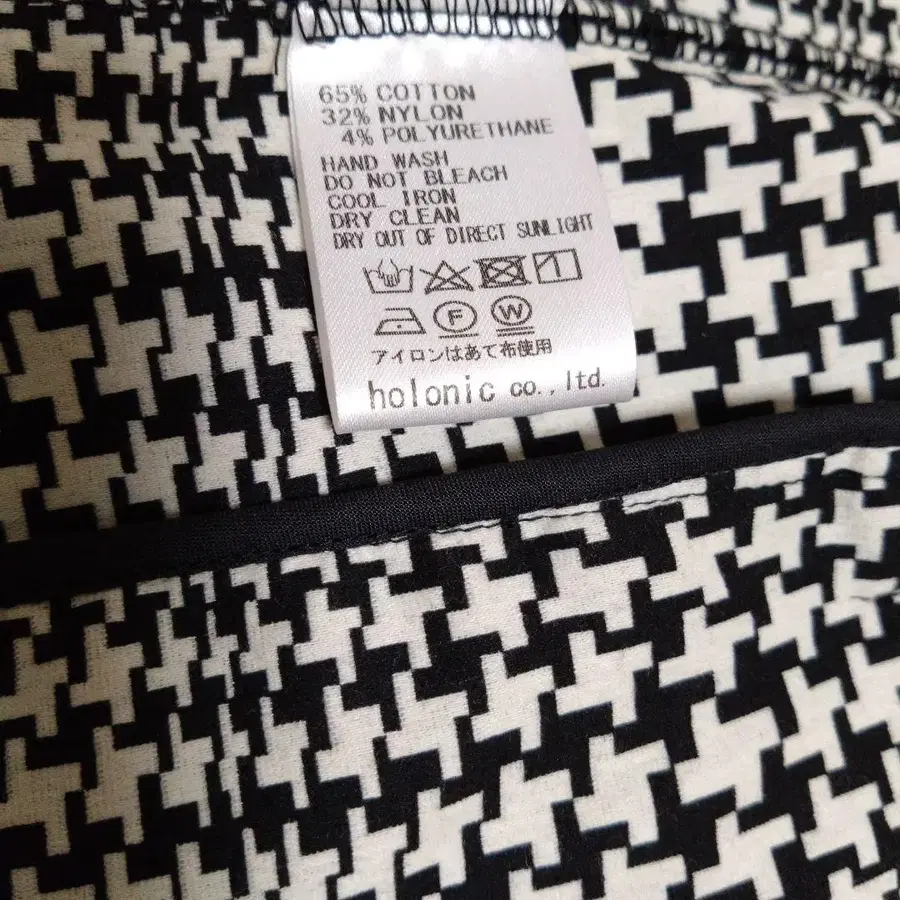 65% COTTON
32% NYLON
4% POLYURETHANE
HAND WASH
DO NOT BLEACH
COOL IRON
DRY CLEAN
DRY OUT OF DIRECT SUNLIGHT
F W
アイロンはあて布使用
holonic co., ltd.